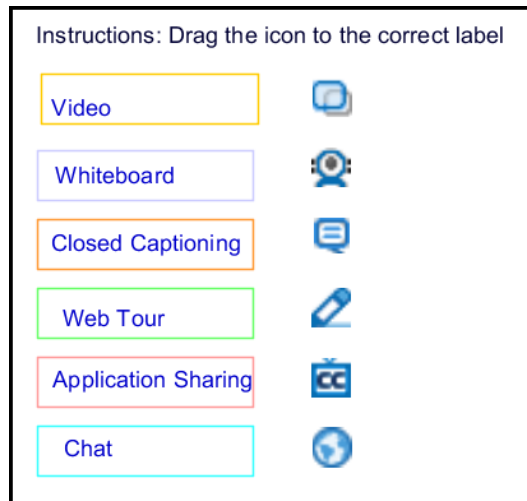 Instructions: Drag the icon to the correct label
Video
Whiteboard
Closed Captioning
CC
Web Tour
Application Sharing
Chat